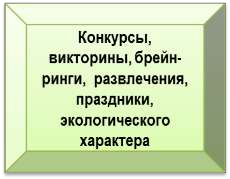 Конкурсы,
викторины, брейн-
ринги,  развлечения,
праздники,
экологического
характера